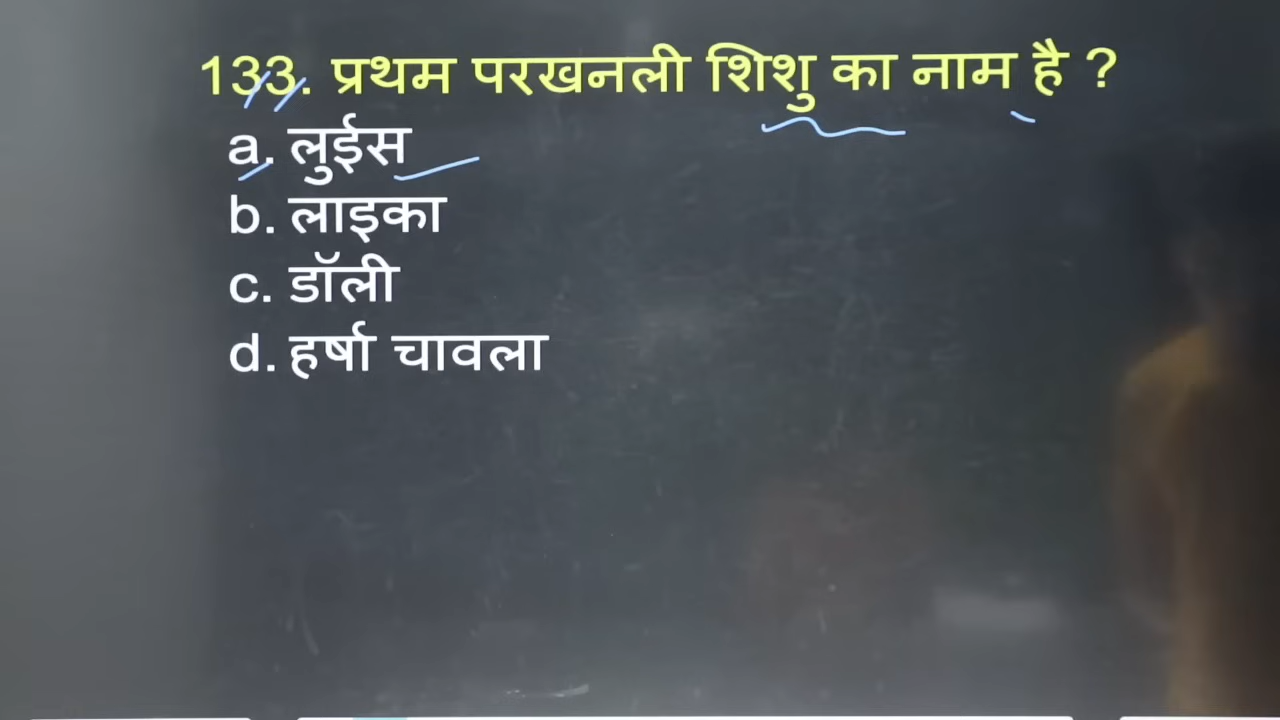 133. प्रथम परखनली शिशु का नाम है ?
a. लुईस
b. लाइका
c. डॉली
d. हर्षा चावला